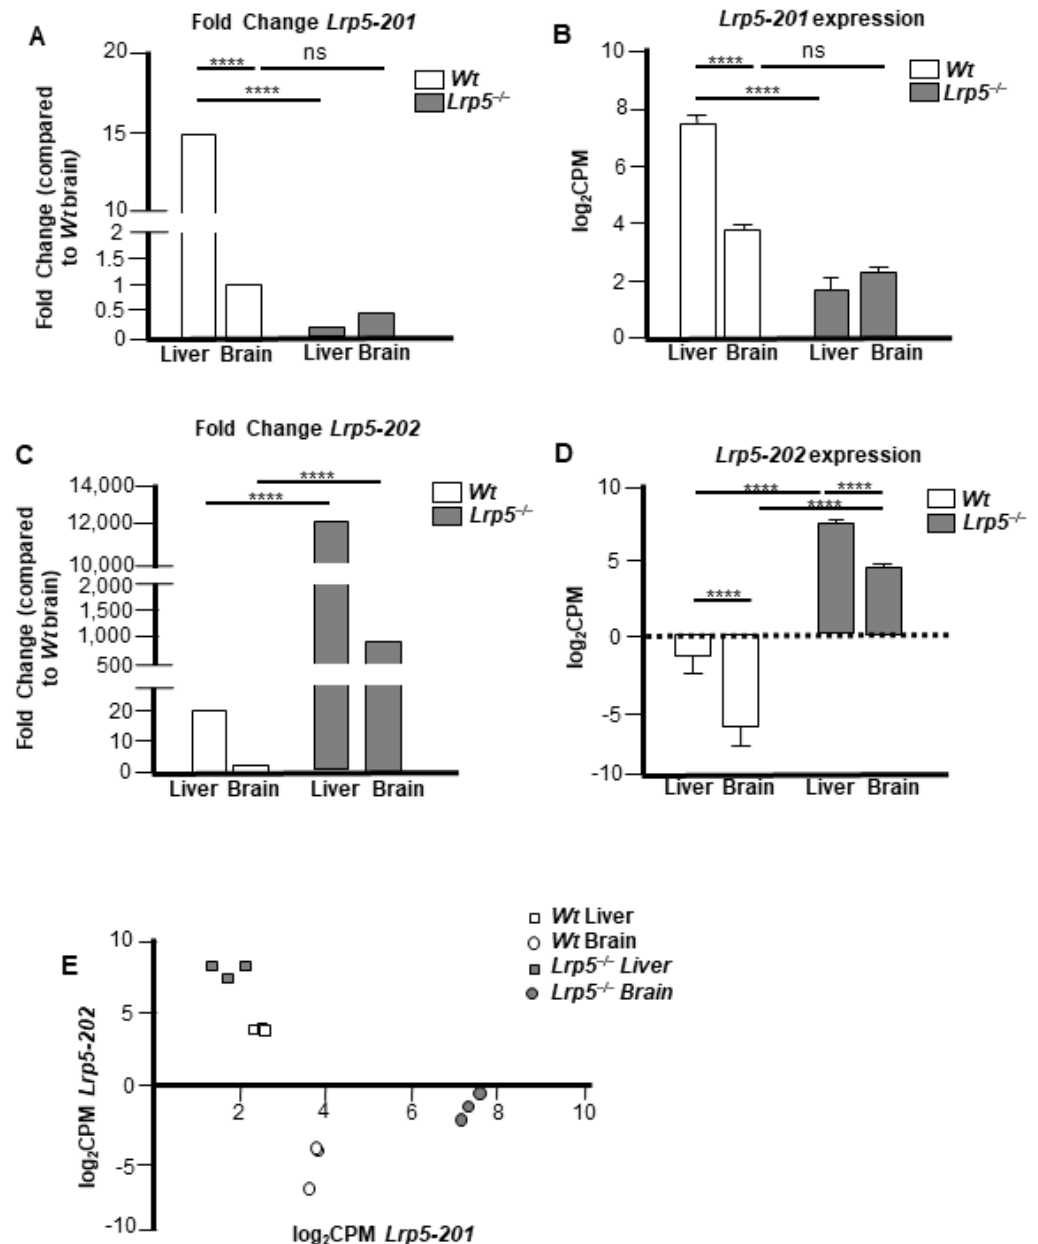 A
Fold Change Lrp5-201
Fold Change (compared
to Wt brain)
20
15
10
2
1.5
1
0.5
0
****
ns
****
Wt
Lrp5–/–
Liver Brain
Liver Brain
B
Lrp5-201 expression
log2CPM
10
8
6
4
2
0
****
ns
****
Wt
Lrp5–/–
Liver Brain
Liver Brain
C
Fold Change Lrp5-202
Fold Change (compared
to Wt brain)
14,000
12,000
10,000
2,000
1,500
1,000
500
20
10
0
****
****
Wt
Lrp5–/–
Liver Brain
Liver Brain
D
Lrp5-202 expression
log2CPM
10
5
0
-5
-10
****
****
****
****
Wt
Lrp5–/–
Liver Brain
Liver Brain
E
Wt Liver
Wt Brain
Lrp5–/– Liver
Lrp5–/– Brain
log2CPM Lrp5-202
10
5
0
-5
-10
2
4
6
8
10
log2CPM Lrp5-201